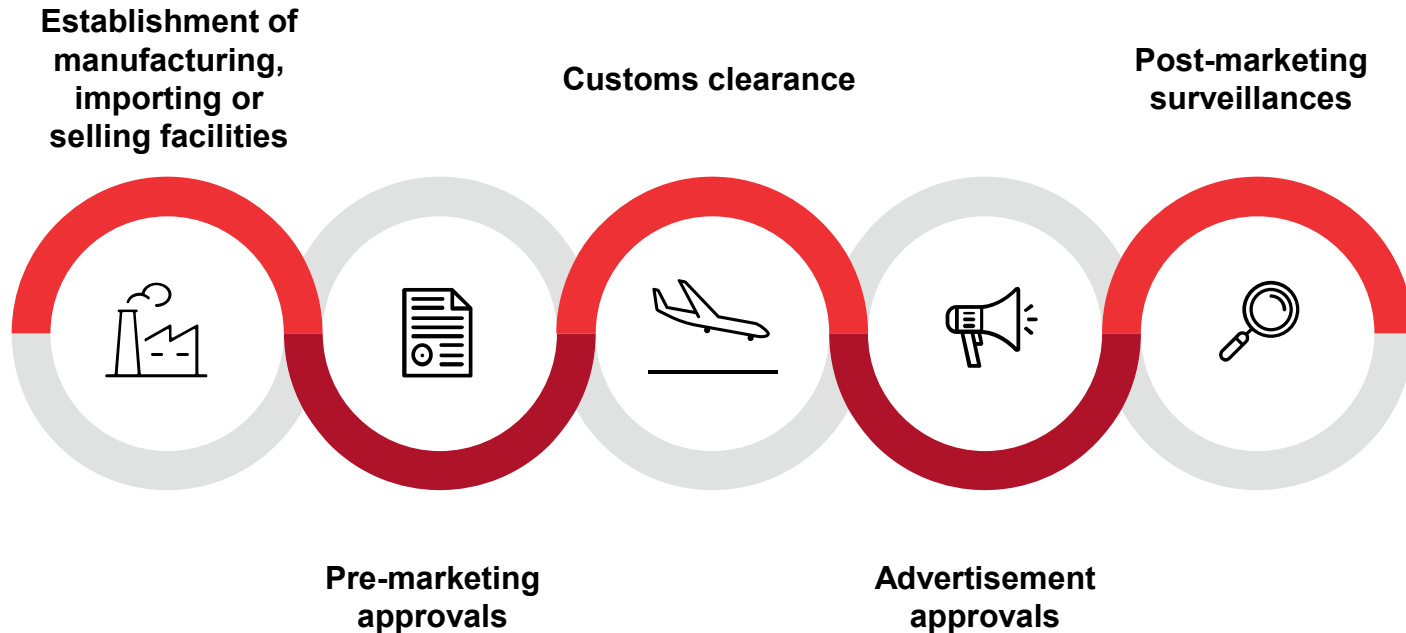 Establishment of
manufacturing,
importing or
selling facilities
Pre-marketing
approvals
Customs clearance
Advertisement
approvals
Post-marketing
surveillances